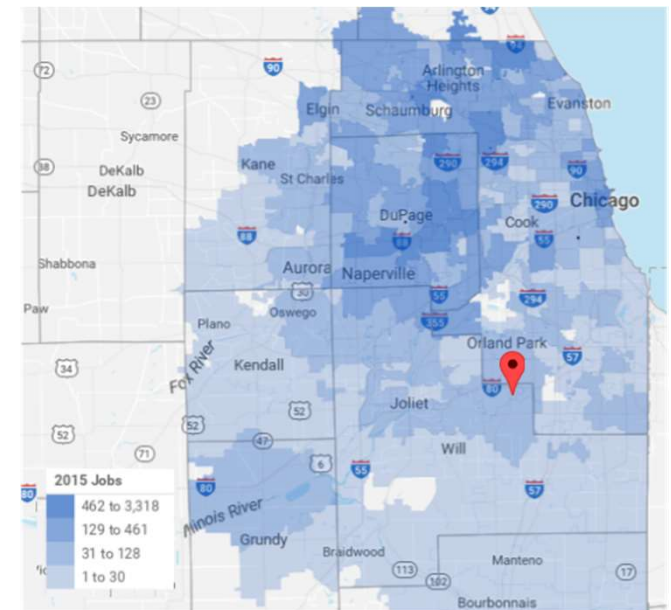 94
72
90
Arlington
Heights
23
Elgin
Schaumburg
Evanston
Sycamore
38
Kane
290
294
90
DeKalb
DeKalb
St Charles
290
Chicago
DuPage
Cook
88
88
55
Shabbona
Aurora
Naperville
30
55
294
Oswego
Paw
355
Plano
Orland Park
57
34
Fox River
Kendall
80
52
Joliet
52
52
47
Will
71
6
55
2015 Jobs
80
80
57
462 to 3,318
129 to 461
Illinois River
31 to 128
Grundy
1 to 30
Braidwood
Manteno
113
102
17
Bourbonnais